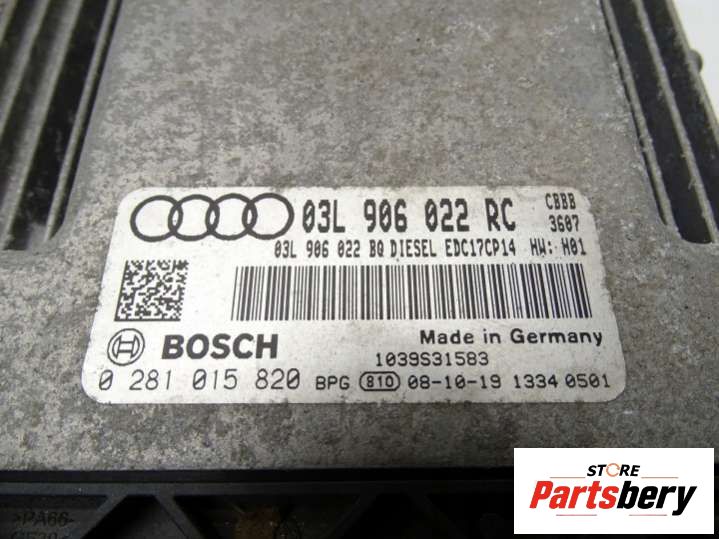 03L 906 022 RC CBBB
3607
03L 906 022 BQ DIESEL EDC17CP14 HW: H01
BOSCH Made in Germany
1039S31583
0 281 015 820 BPG 810 08-10-19 1334 0501
>PA66-
STORE
Partsbery